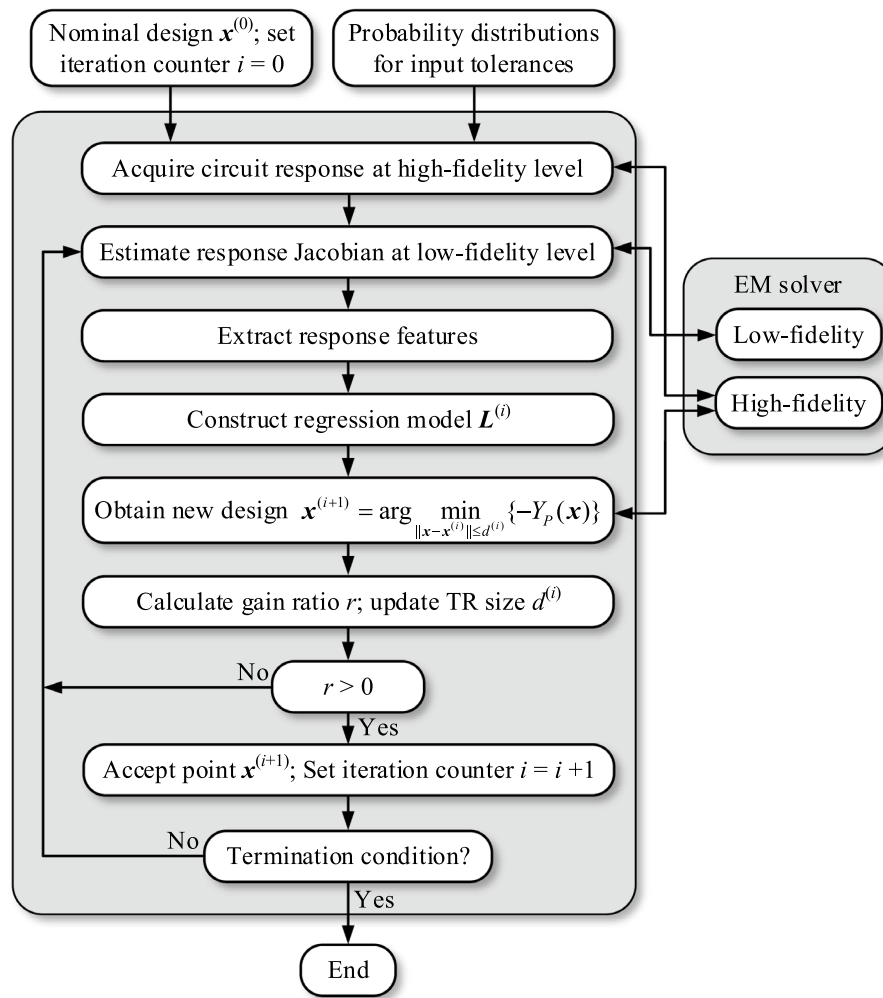 Nominal design x^(0); set
iteration counter i = 0
Probability distributions
for input tolerances
Acquire circuit response at high-fidelity level
Estimate response Jacobian at low-fidelity level
Extract response features
Construct regression model L^(i)
Obtain new design x^(i+1) = arg min_{||x−x^(i)||≤d^(i)} {−Y_P(x)}
Calculate gain ratio r; update TR size d^(i)
No
r > 0
Yes
Accept point x^(i+1); Set iteration counter i = i +1
No
Termination condition?
Yes
End
EM solver
Low-fidelity
High-fidelity